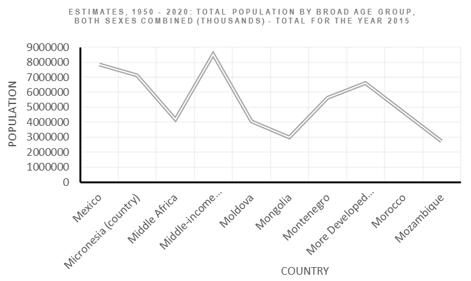 ESTIMATES, 1950 - 2020: TOTAL POPULATION BY BROAD AGE GROUP,
BOTH SEXES COMBINED (THOUSANDS) - TOTAL FOR THE YEAR 2015
POPULATION
9000000
8000000
7000000
6000000
5000000
4000000
3000000
2000000
1000000
0
Mexico
Micronesia (country)
Middle Africa
Middle-income...
Moldova
Mongolia
Montenegro
More Developed...
Morocco
Mozambique
COUNTRY